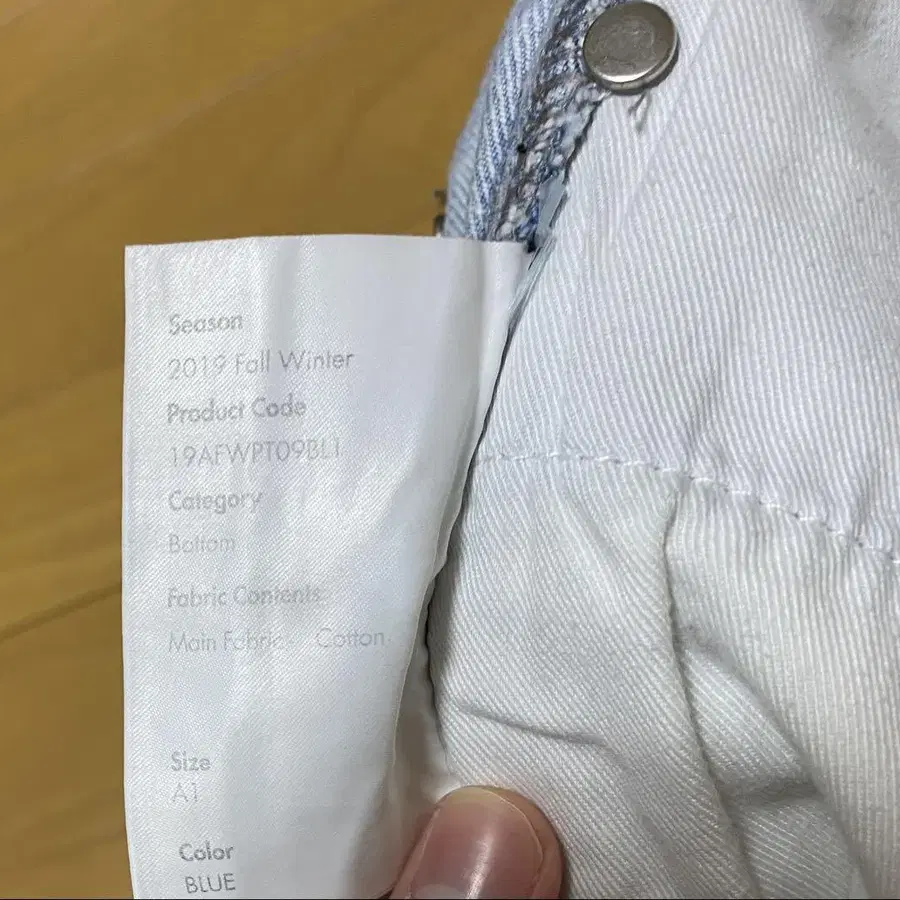 Season
2019 Fall Winter
Product Code
19AFWPT09BL1
Category
Bottom
Fabric Contents
Main Fabric Cotton
Size
A1
Color
BLUE